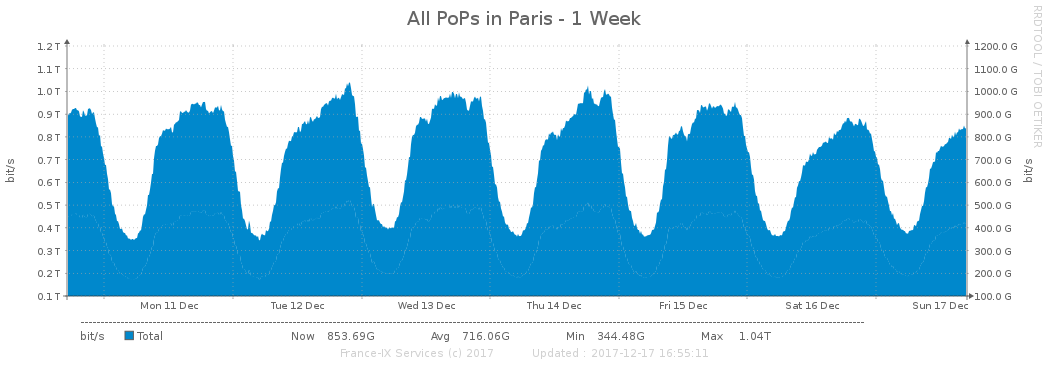 All PoPs in Paris - 1 Week
RRDTOOL / TOBI OETIKER
1.2 T 1200.0 G
1.1 T 1100.0 G
1.0 T 1000.0 G
0.9 T 900.0 G
0.8 T 800.0 G
0.7 T 700.0 G
0.6 T 600.0 G
0.5 T 500.0 G
0.4 T 400.0 G
0.3 T 300.0 G
0.2 T 200.0 G
0.1 T 100.0 G
bit/s
bit/s
Mon 11 Dec Tue 12 Dec Wed 13 Dec Thu 14 Dec Fri 15 Dec Sat 16 Dec Sun 17 Dec
bit/s Total Now 853.69G Avg 716.06G Min 344.48G Max 1.04T
France-IX Services (c) 2017 Updated : 2017-12-17 16:55:11